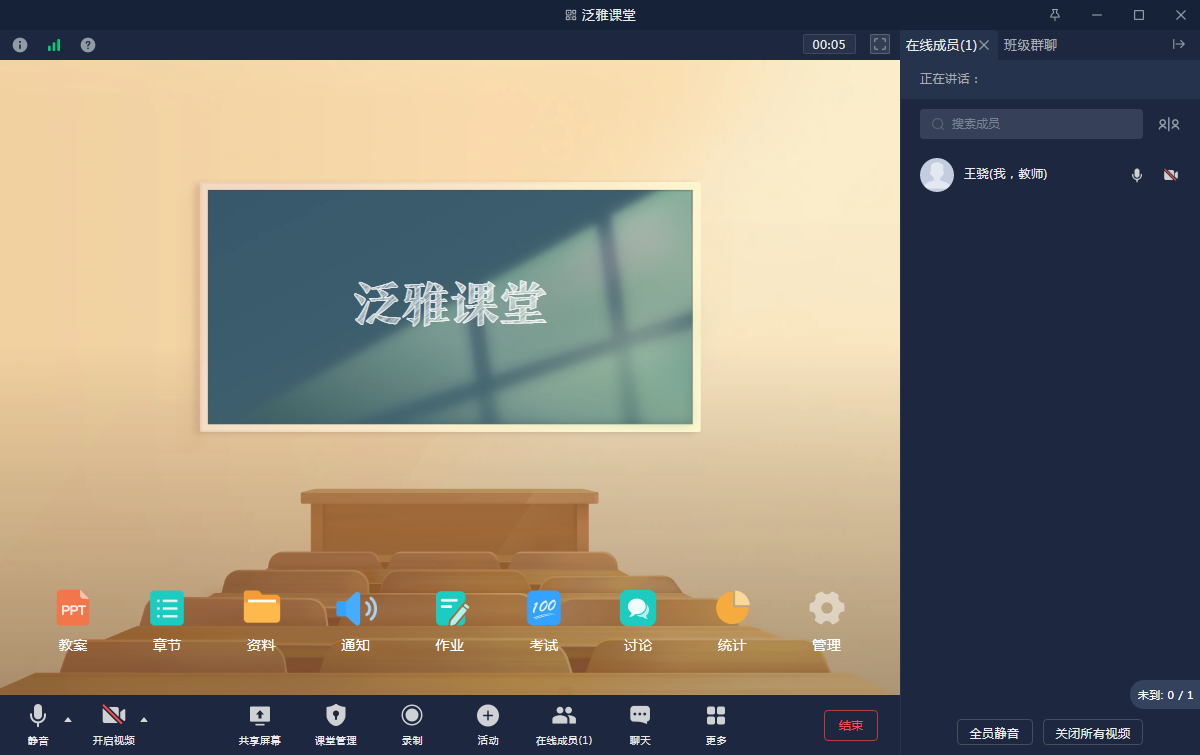 泛雅课堂
00:05
在线成员(1)
班级群聊
正在讲话：
搜索成员
王骁(我，教师)
泛雅课堂
PPT
100
教案
章节
资料
通知
作业
考试
讨论
统计
管理
未到: 0 / 1
静音
开启视频
共享屏幕
课堂管理
录制
活动
在线成员(1)
聊天
更多
结束
全员静音
关闭所有视频